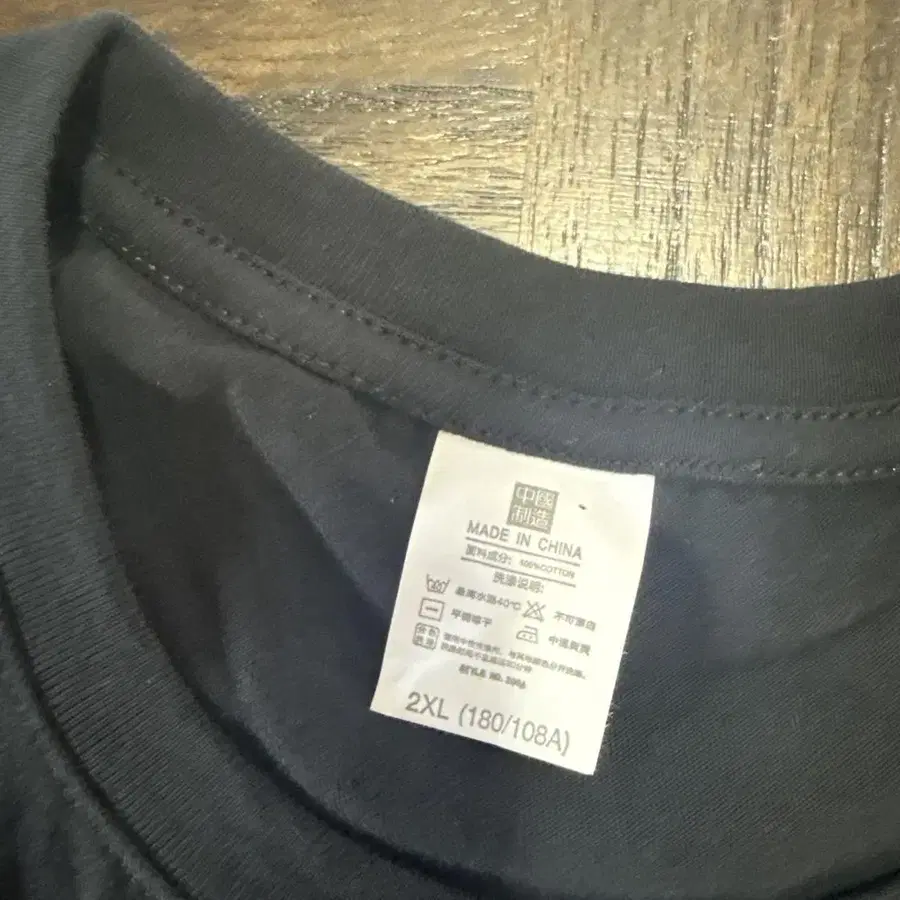 中國
制造
MADE IN CHINA
面料成分: 100%COTTON
洗涤说明:
最高水温40℃ 不可漂白
平铺晾干 中温熨烫
STYLE NO.
2XL (180/108A)